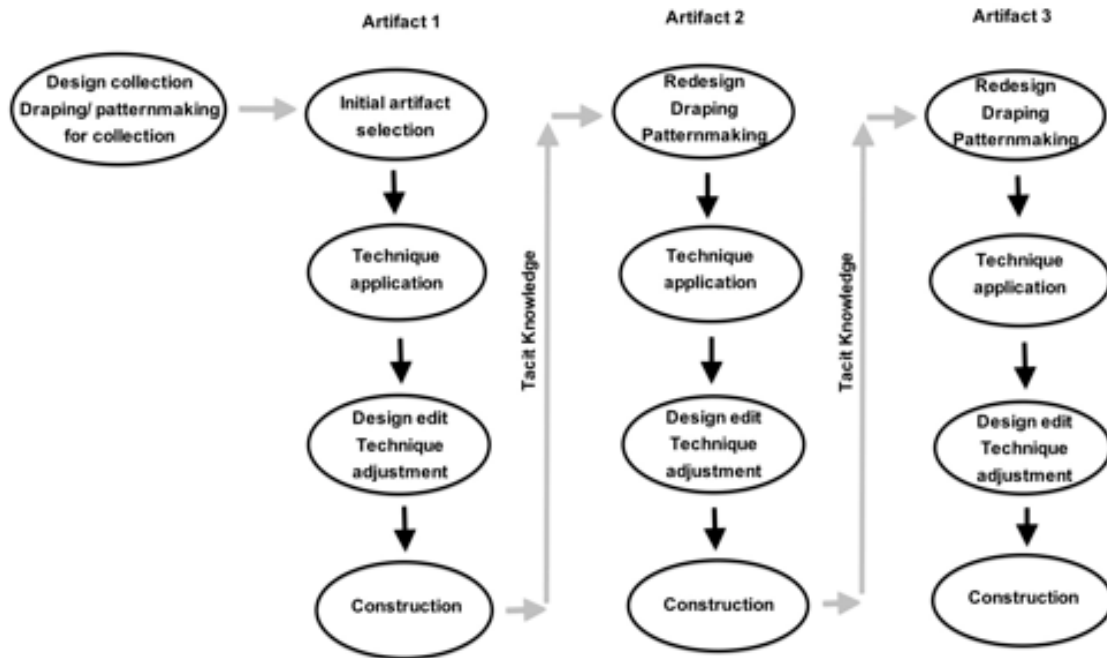 Artifact 1
Artifact 2
Artifact 3
Design collection
Draping/ patternmaking
for collection
Initial artifact
selection
Technique
application
Design edit
Technique
adjustment
Construction
Tacit Knowledge
Redesign
Draping
Patternmaking
Technique
application
Design edit
Technique
adjustment
Construction
Tacit Knowledge
Redesign
Draping
Patternmaking
Technique
application
Design edit
Technique
adjustment
Construction